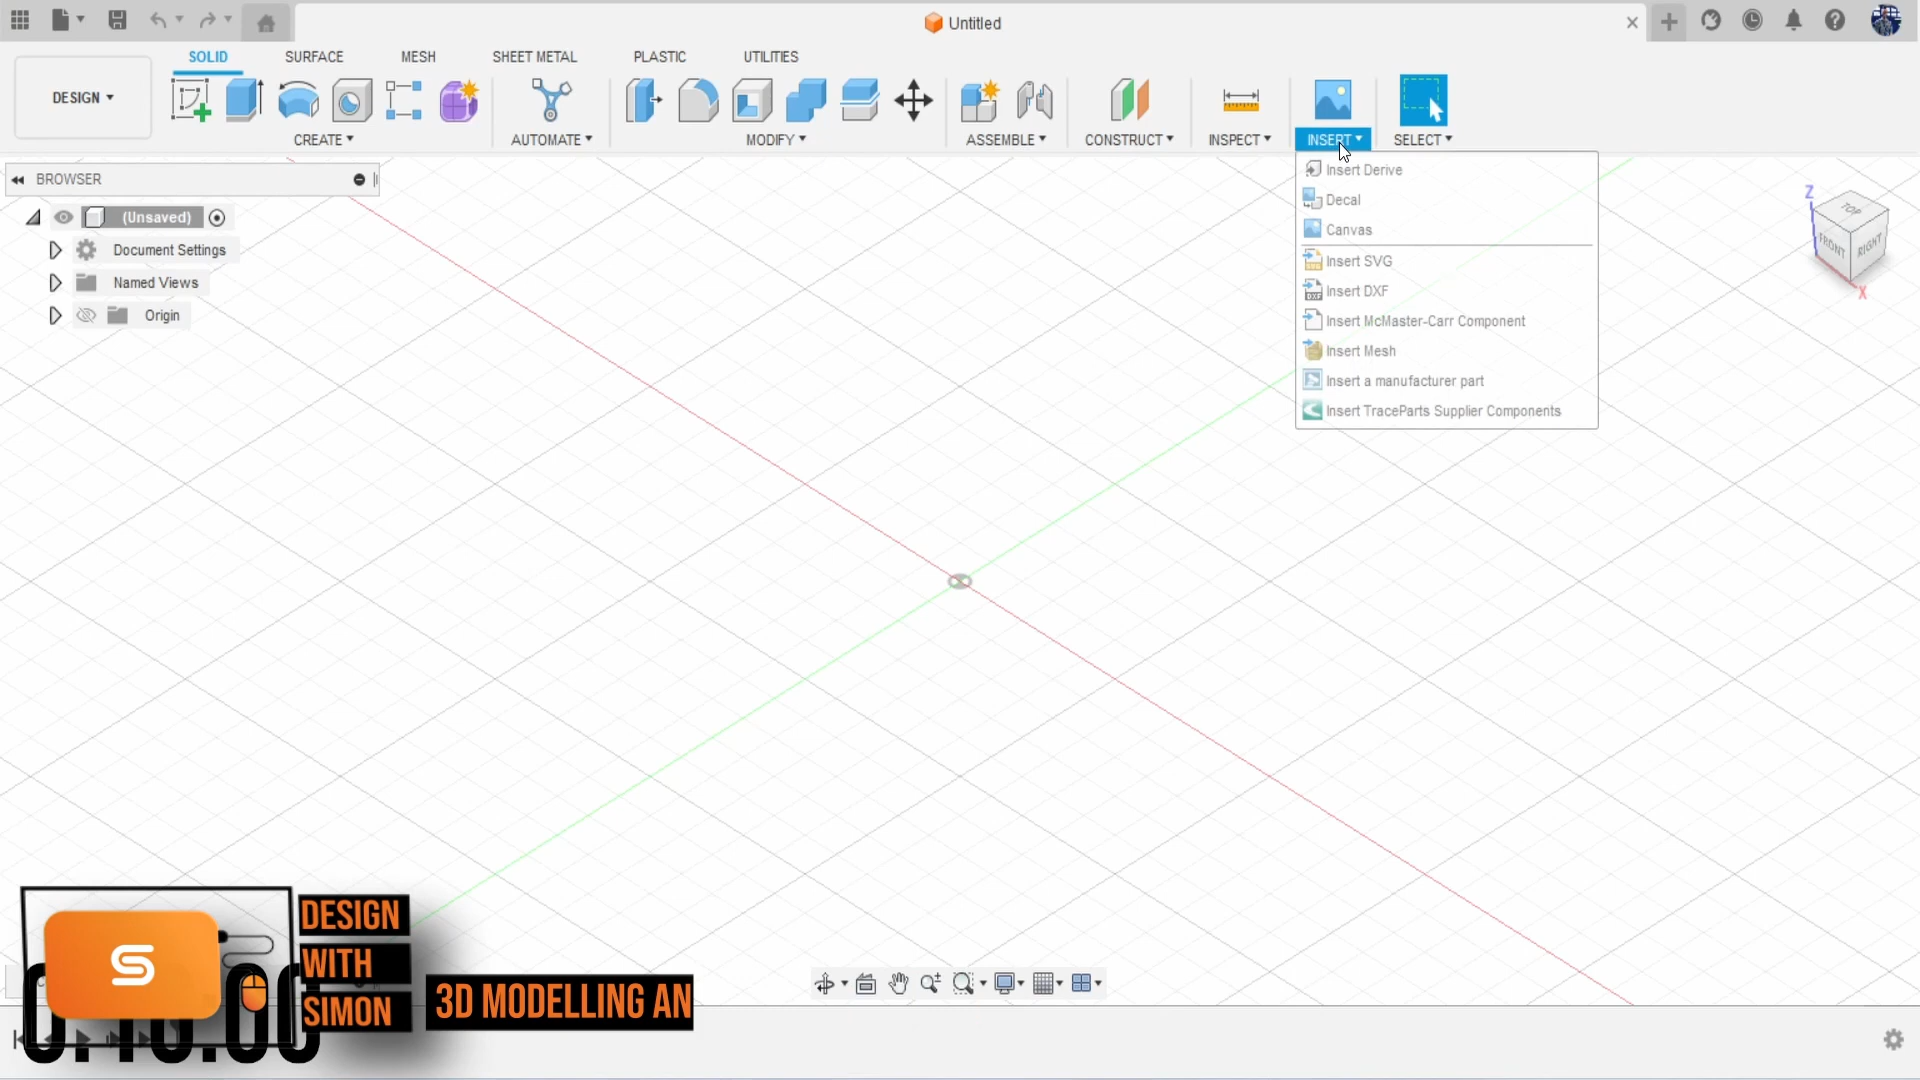 Untitled
SOLID
SURFACE
MESH
SHEET METAL
PLASTIC
UTILITIES
DESIGN
CREATE
AUTOMATE
MODIFY
ASSEMBLE
CONSTRUCT
INSPECT
INSERT
SELECT
BROWSER
(Unsaved)
Document Settings
Named Views
Origin
Insert Derive
Decal
Canvas
Insert SVG
Insert DXF
Insert McMaster-Carr Component
Insert Mesh
Insert a manufacturer part
Insert TraceParts Supplier Components
Z
TOP
FRONT
RIGHT
X
S
DESIGN
WITH
SIMON
3D MODELLING AN